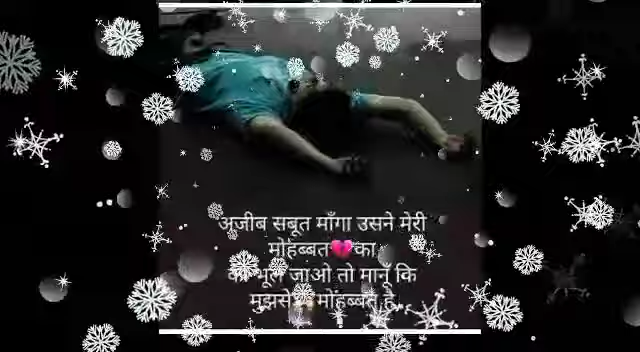 अजीब सबूत माँगा उसने मेरी
मोहब्बत💔का
भूल जाओ तो मानूँ कि
मुझसे मोहब्बत है